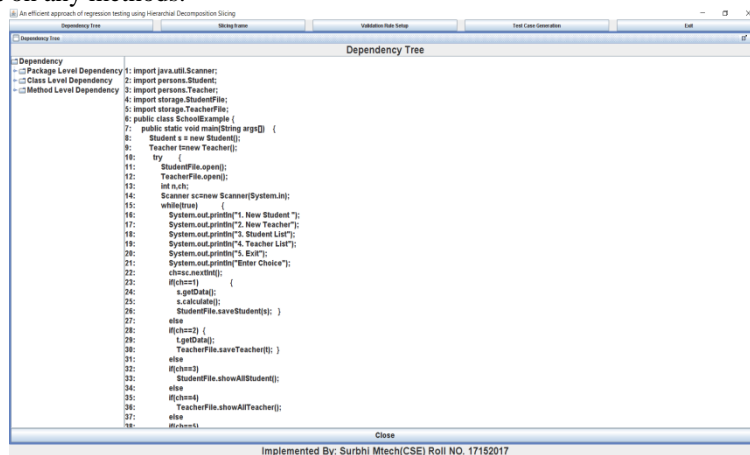 on any methods.
An efficient approach of regression testing using Hierarchial Decomposition Slicing
Dependency Tree Slicing frame Validation Rule Setup Test Case Generation Exit
Dependency Tree
Dependency Tree
Dependency
Package Level Dependency
Class Level Dependency
Method Level Dependency
1: import java.util.Scanner;
2: import persons.Student;
3: import persons.Teacher;
4: import storage.StudentFile;
5: import storage.TeacherFile;
6: public class SchoolExample {
7: public static void main(String args[]) {
8: Student s = new Student();
9: Teacher t=new Teacher();
10: try {
11: StudentFile.open();
12: TeacherFile.open();
13: int n,ch;
14: Scanner sc=new Scanner(System.in);
15: while(true) {
16: System.out.println("1. New Student ");
17: System.out.println("2. New Teacher");
18: System.out.println("3. Student List");
19: System.out.println("4. Teacher List");
20: System.out.println("5. Exit");
21: System.out.println("Enter Choice");
22: ch=sc.nextInt();
23: if(ch==1) {
24: s.getData();
25: s.calculate();
26: StudentFile.saveStudent(s); }
27: else
28: if(ch==2) {
29: t.getData();
30: TeacherFile.saveTeacher(t); }
31: else
32: if(ch==3)
33: StudentFile.showAllStudent();
34: else
35: if(ch==4)
36: TeacherFile.showAllTeacher();
37: else
38: if(ch==5)
Close
Implemented By: Surbhi Mtech(CSE) Roll NO. 17152017